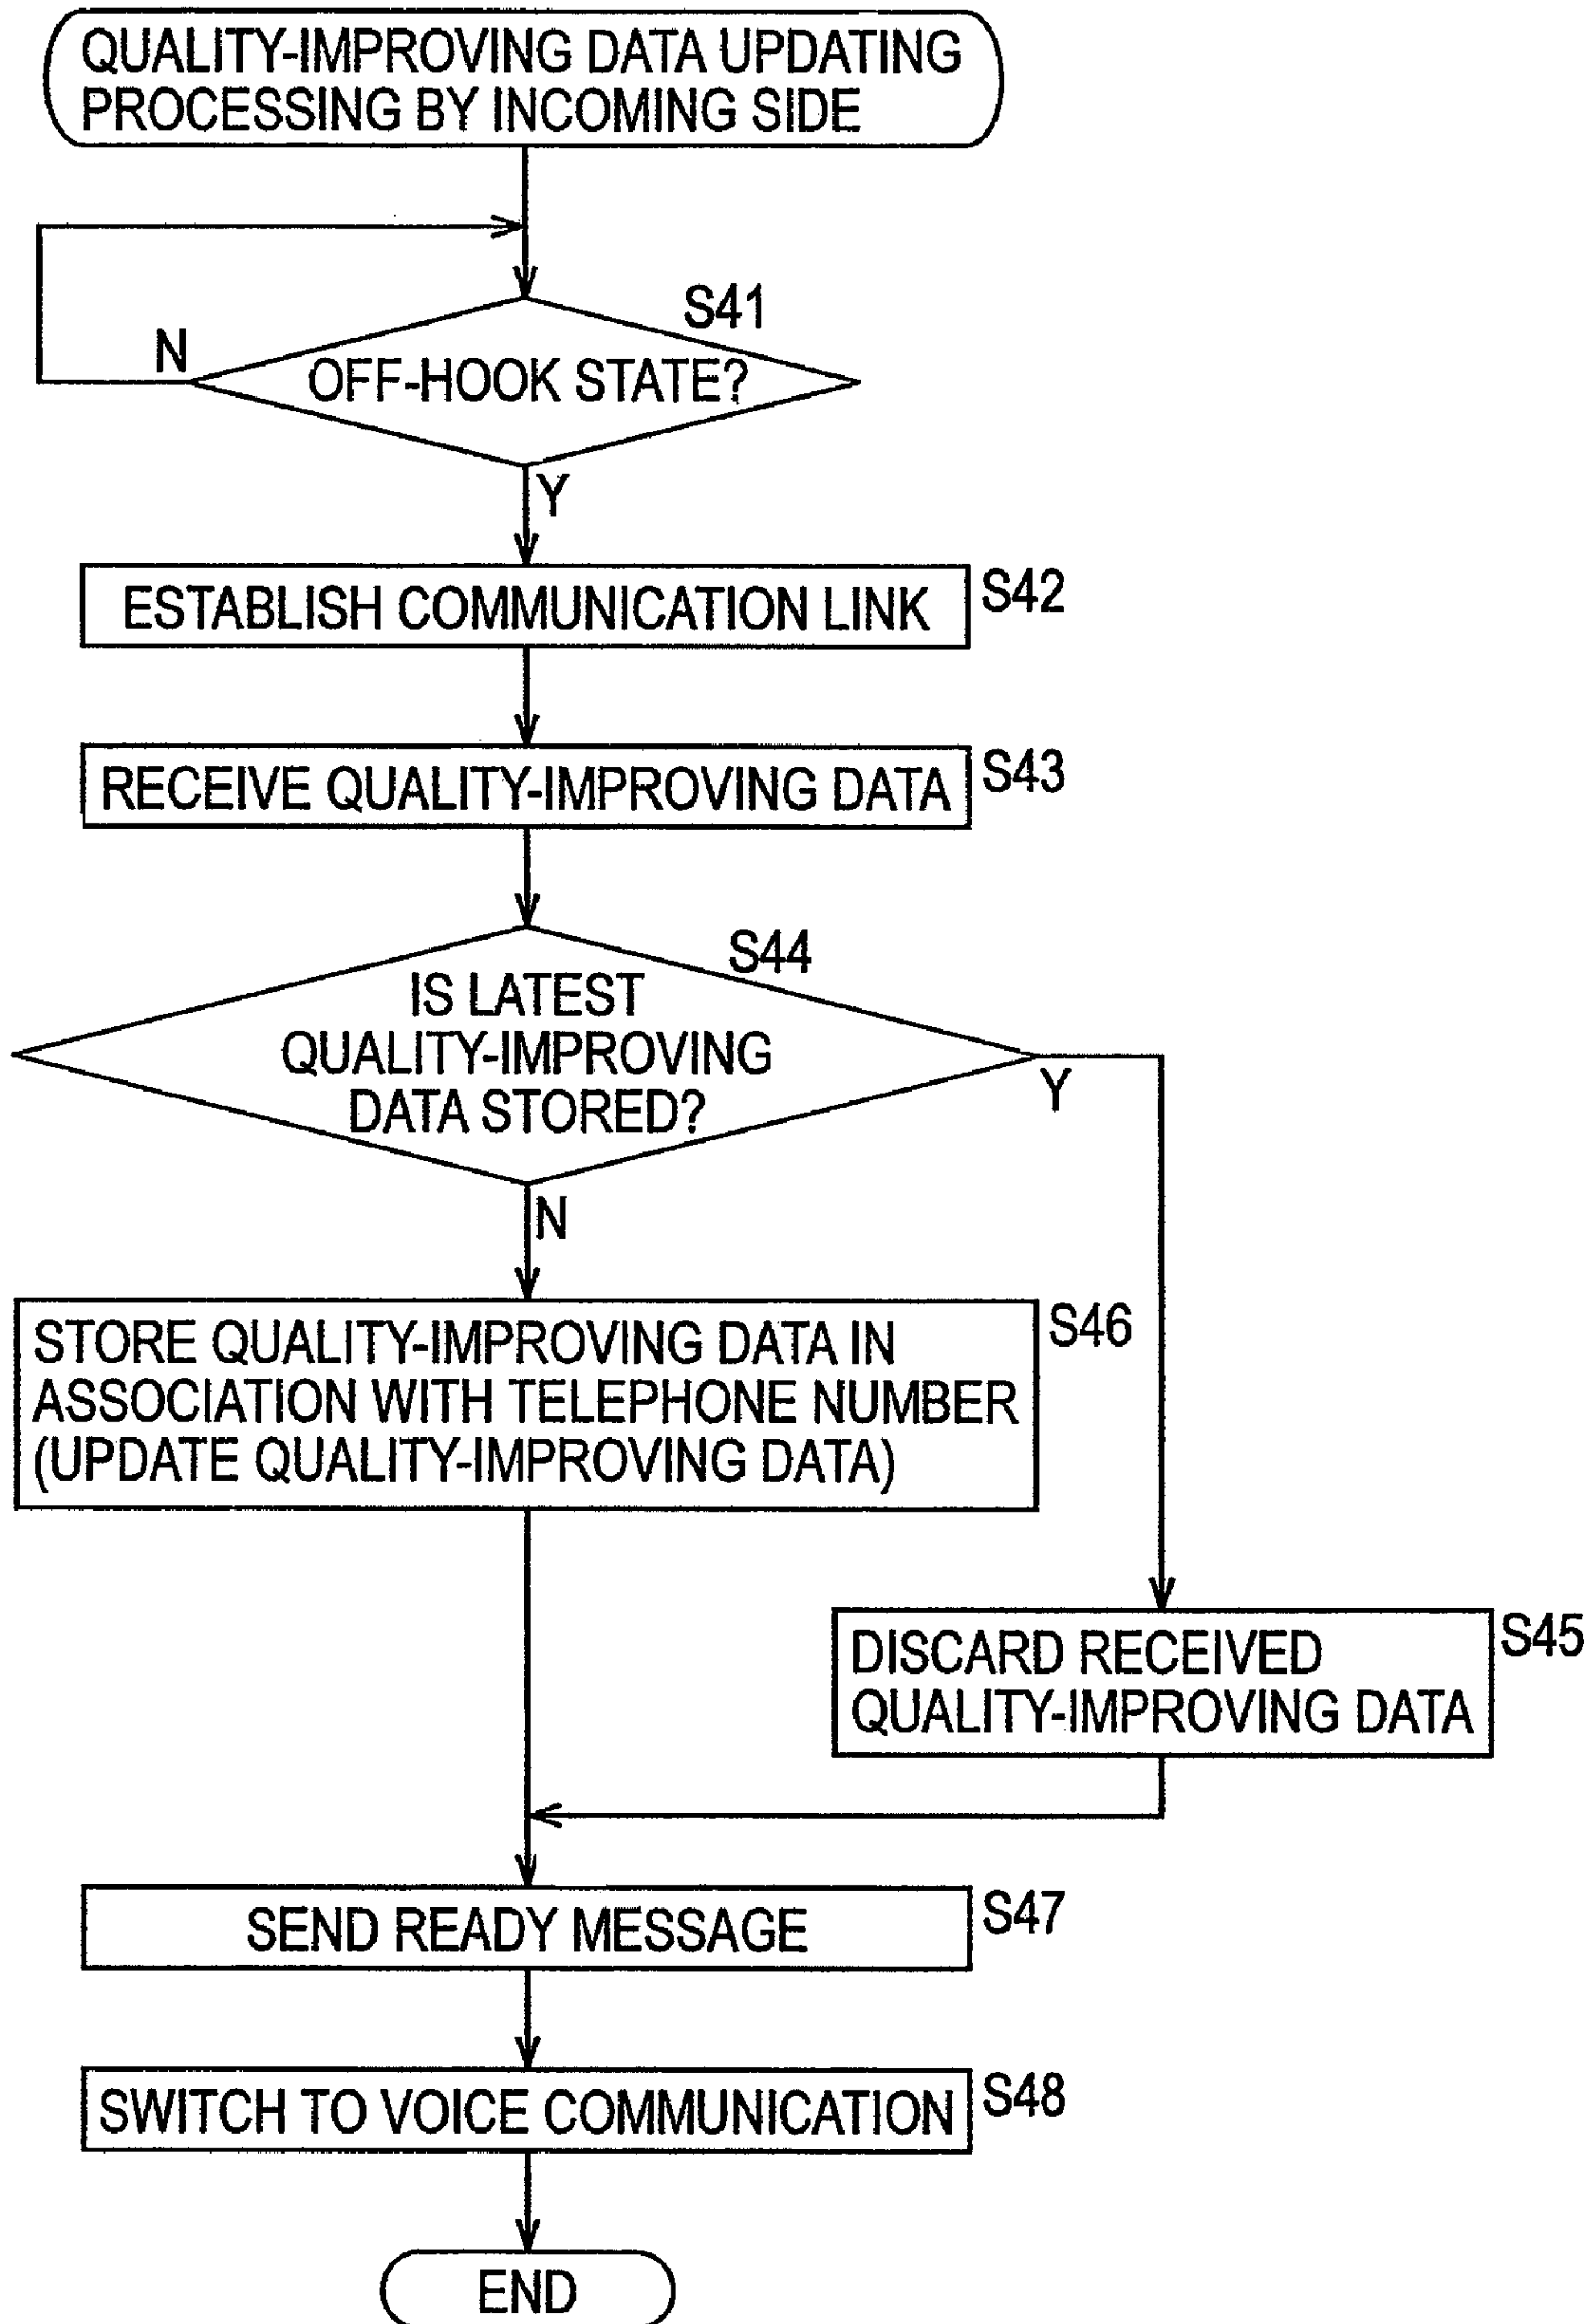 QUALITY-IMPROVING DATA UPDATING
PROCESSING BY INCOMING SIDE
S41
N
OFF-HOOK STATE?
Y
ESTABLISH COMMUNICATION LINK
S42
RECEIVE QUALITY-IMPROVING DATA
S43
S44
IS LATEST
QUALITY-IMPROVING
DATA STORED?
Y
N
STORE QUALITY-IMPROVING DATA IN
ASSOCIATION WITH TELEPHONE NUMBER
(UPDATE QUALITY-IMPROVING DATA)
S46
DISCARD RECEIVED
QUALITY-IMPROVING DATA
S45
SEND READY MESSAGE
S47
SWITCH TO VOICE COMMUNICATION
S48
END